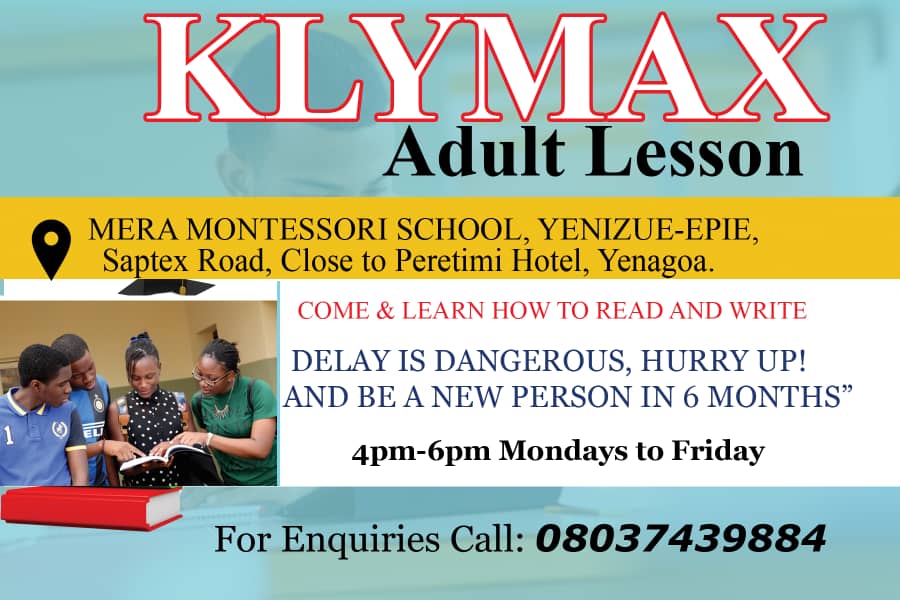 KLYMAX
Adult Lesson
MERA MONTESSORI SCHOOL, YENIZUE-EPIE,
Saptex Road, Close to Peretimi Hotel, Yenagoa.
COME & LEARN HOW TO READ AND WRITE
DELAY IS DANGEROUS, HURRY UP!
AND BE A NEW PERSON IN 6 MONTHS”
4pm-6pm Mondays to Friday
For Enquiries Call: 08037439884